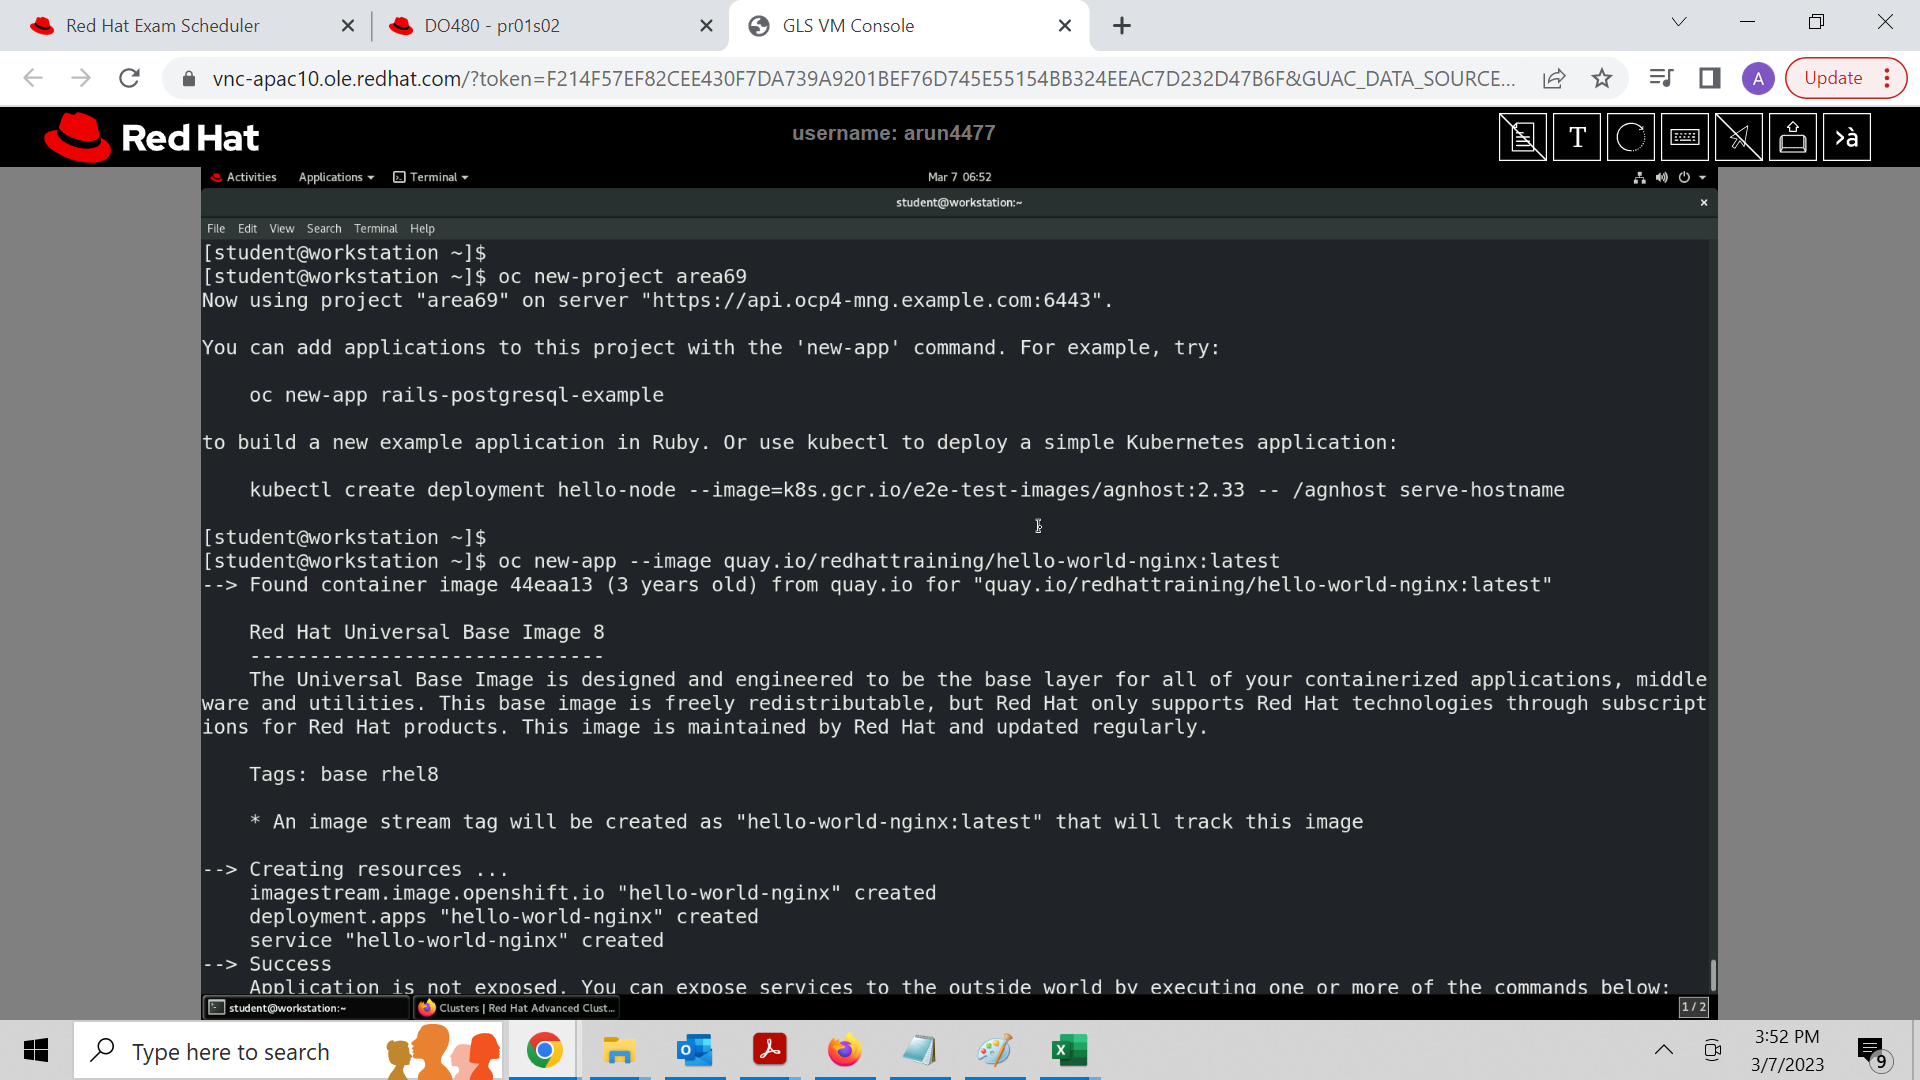 Red Hat Exam Scheduler
DO480 - pr01s02
GLS VM Console
vnc-apac10.ole.redhat.com/?token=F214F57EF82CEE430F7DA739A9201BEF76D745E55154BB324EEAC7D232D47B6F&GUAC_DATA_SOURCE...
A
Update
Red Hat
username: arun4477
T
>à
Activities
Applications
Terminal
Mar 7 06:52
student@workstation:~
File Edit View Search Terminal Help
[student@workstation ~]$
[student@workstation ~]$ oc new-project area69
Now using project "area69" on server "https://api.ocp4-mng.example.com:6443".
You can add applications to this project with the 'new-app' command. For example, try:
oc new-app rails-postgresql-example
to build a new example application in Ruby. Or use kubectl to deploy a simple Kubernetes application:
kubectl create deployment hello-node --image=k8s.gcr.io/e2e-test-images/agnhost:2.33 -- /agnhost serve-hostname
[student@workstation ~]$
[student@workstation ~]$ oc new-app --image quay.io/redhattraining/hello-world-nginx:latest
--> Found container image 44eaa13 (3 years old) from quay.io for "quay.io/redhattraining/hello-world-nginx:latest"
Red Hat Universal Base Image 8
------------------------------
The Universal Base Image is designed and engineered to be the base layer for all of your containerized applications, middle
ware and utilities. This base image is freely redistributable, but Red Hat only supports Red Hat technologies through subscript
ions for Red Hat products. This image is maintained by Red Hat and updated regularly.
Tags: base rhel8
* An image stream tag will be created as "hello-world-nginx:latest" that will track this image
--> Creating resources ...
imagestream.image.openshift.io "hello-world-nginx" created
deployment.apps "hello-world-nginx" created
service "hello-world-nginx" created
--> Success
Application is not exposed. You can expose services to the outside world by executing one or more of the commands below:
student@workstation:~
Clusters | Red Hat Advanced Clust...
1 / 2
Type here to search
3:52 PM
3/7/2023
9